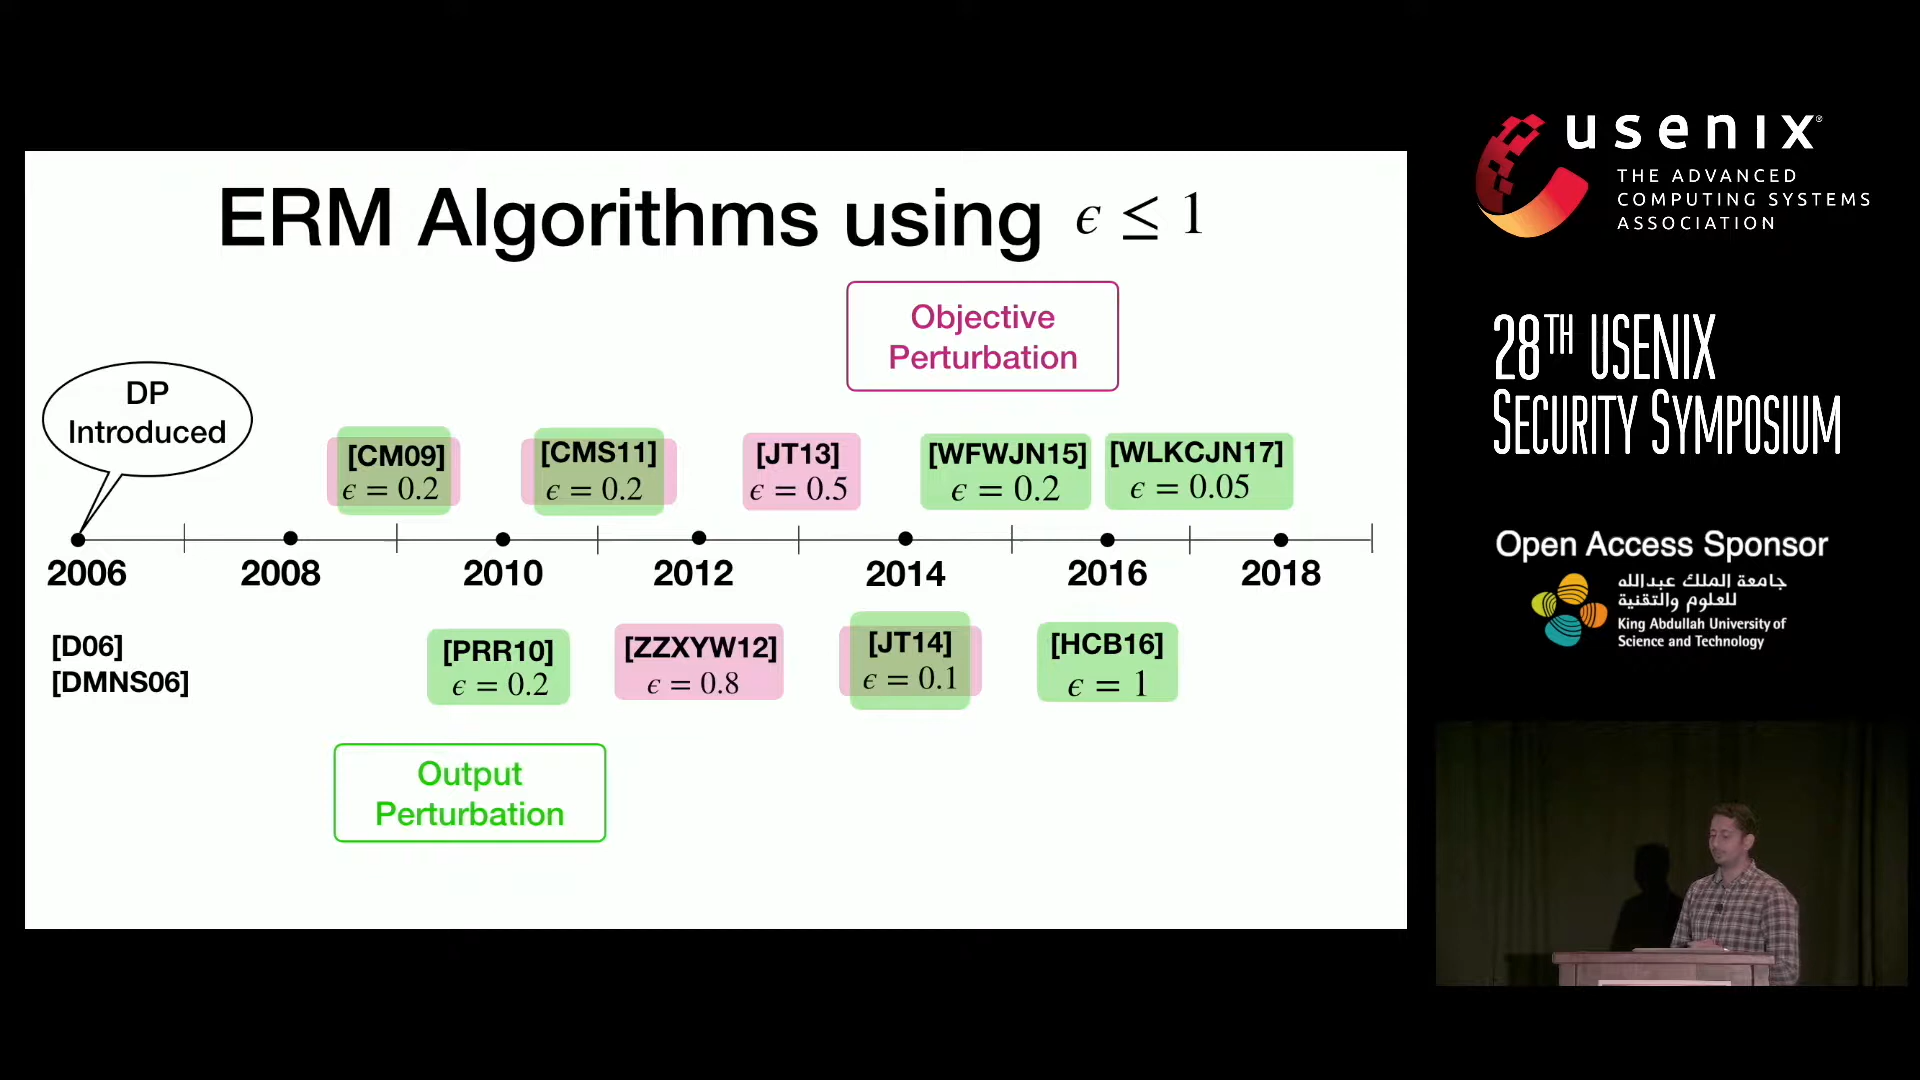 ERM Algorithms using ϵ ≤ 1
Objective
Perturbation
DP
Introduced
[CM09]
ϵ = 0.2
[CMS11]
ϵ = 0.2
[JT13]
ϵ = 0.5
[WFWJN15]
ϵ = 0.2
[WLKCJN17]
ϵ = 0.05
2006
2008
2010
2012
2014
2016
2018
[D06]
[DMNS06]
[PRR10]
ϵ = 0.2
[ZZXYW12]
ϵ = 0.8
[JT14]
ϵ = 0.1
[HCB16]
ϵ = 1
Output
Perturbation
usenix®
THE ADVANCED
COMPUTING SYSTEMS
ASSOCIATION
28TH USENIX
SECURITY SYMPOSIUM
Open Access Sponsor
جامعة الملك عبدالله
للعلوم والتقنية
King Abdullah University of
Science and Technology